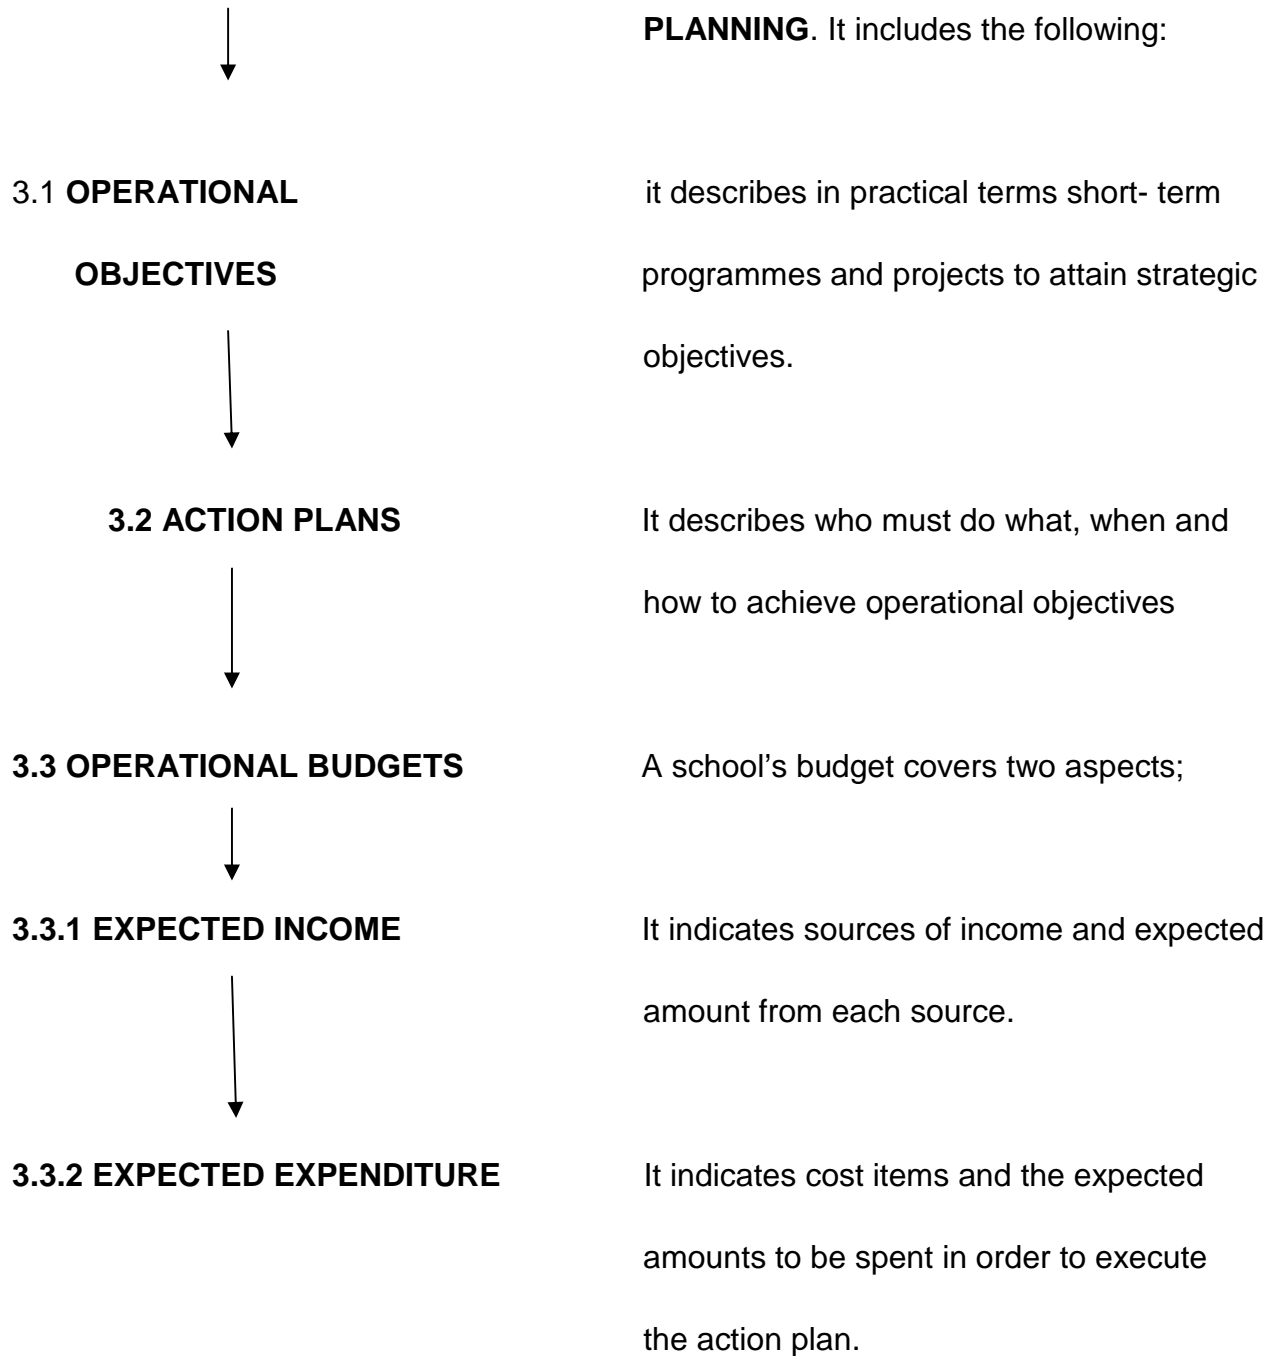 PLANNING. It includes the following:
3.1 OPERATIONAL it describes in practical terms short- term
OBJECTIVES programmes and projects to attain strategic
objectives.
3.2 ACTION PLANS It describes who must do what, when and
how to achieve operational objectives
3.3 OPERATIONAL BUDGETS A school’s budget covers two aspects;
3.3.1 EXPECTED INCOME It indicates sources of income and expected
amount from each source.
3.3.2 EXPECTED EXPENDITURE It indicates cost items and the expected
amounts to be spent in order to execute
the action plan.